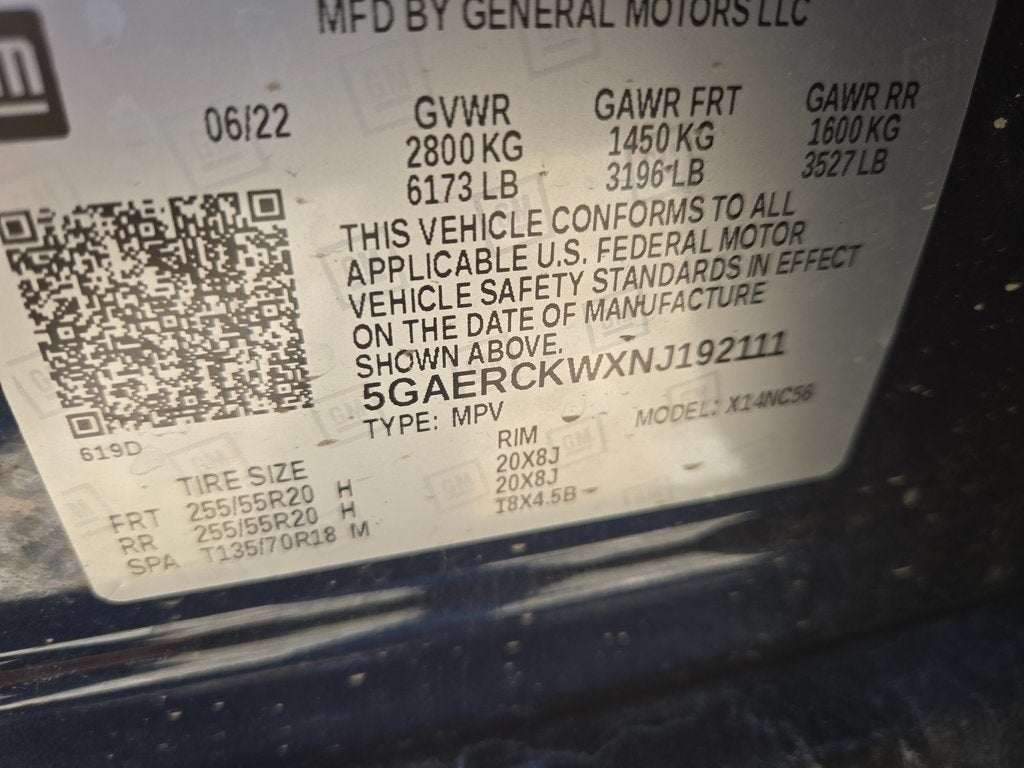 MFD BY GENERAL MOTORS LLC
GM
06/22 GVWR GAWR FRT GAWR RR
2800 KG 1450 KG 1600 KG
6173 LB 3196 LB 3527 LB
THIS VEHICLE CONFORMS TO ALL
APPLICABLE U.S. FEDERAL MOTOR
VEHICLE SAFETY STANDARDS IN EFFECT
ON THE DATE OF MANUFACTURE
SHOWN ABOVE.
5GAERCKWXNJ192111
TYPE: MPV MODEL: X14NC56
619D
TIRE SIZE RIM
FRT 255/55R20 H 20X8J
RR 255/55R20 H 20X8J
SPA T135/70R18 M 18X4.5B